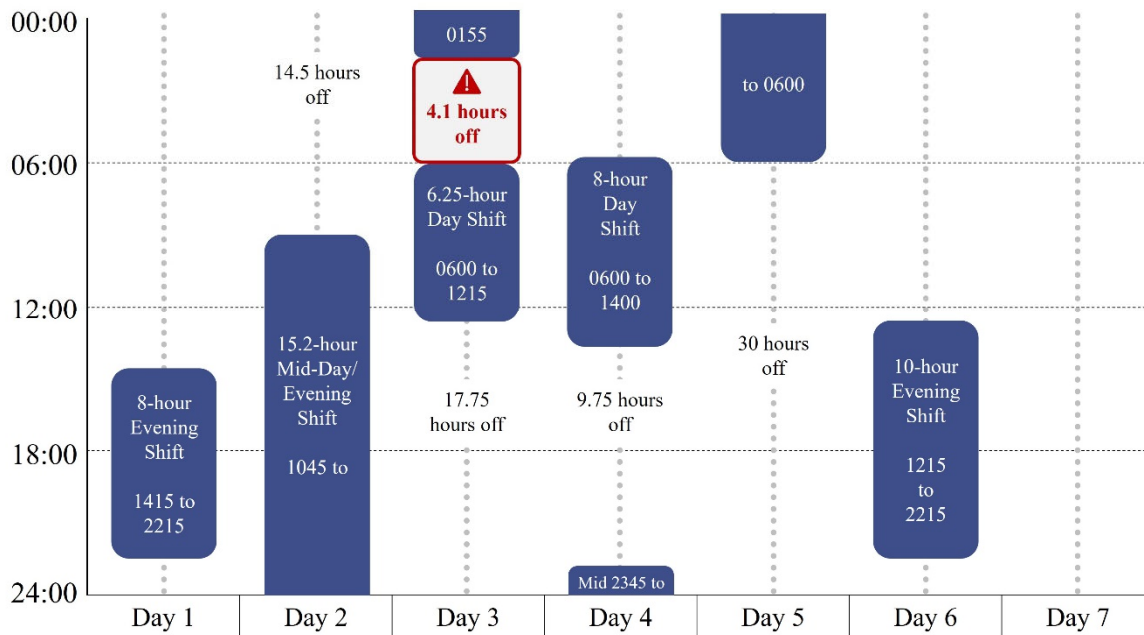 00:00
06:00
12:00
18:00
24:00
8-hour
Evening
Shift
1415 to
2215
14.5 hours
off
15.2-hour
Mid-Day/
Evening
Shift
1045 to
0155
4.1 hours
off
6.25-hour
Day Shift
0600 to
1215
17.75
hours off
8-hour
Day
Shift
0600 to
1400
9.75 hours
off
Mid 2345 to
to 0600
30 hours
off
10-hour
Evening
Shift
1215
to
2215
Day 1
Day 2
Day 3
Day 4
Day 5
Day 6
Day 7